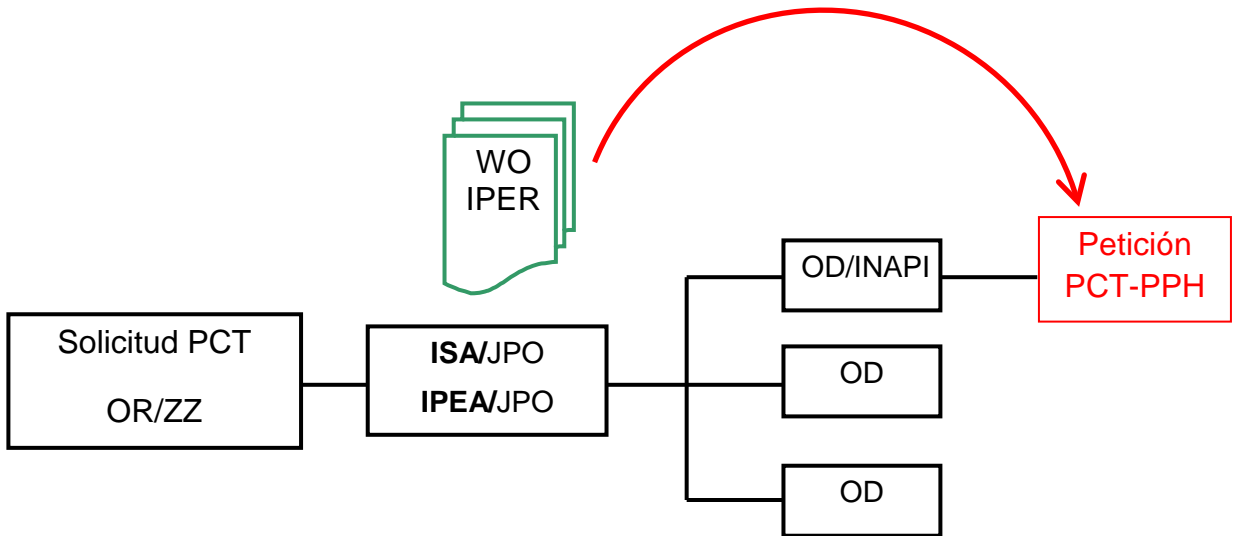 WO
IPER
OD/INAPI
Petición
PCT-PPH
Solicitud PCT
OR/ZZ
ISA/JPO
IPEA/JPO
OD
OD